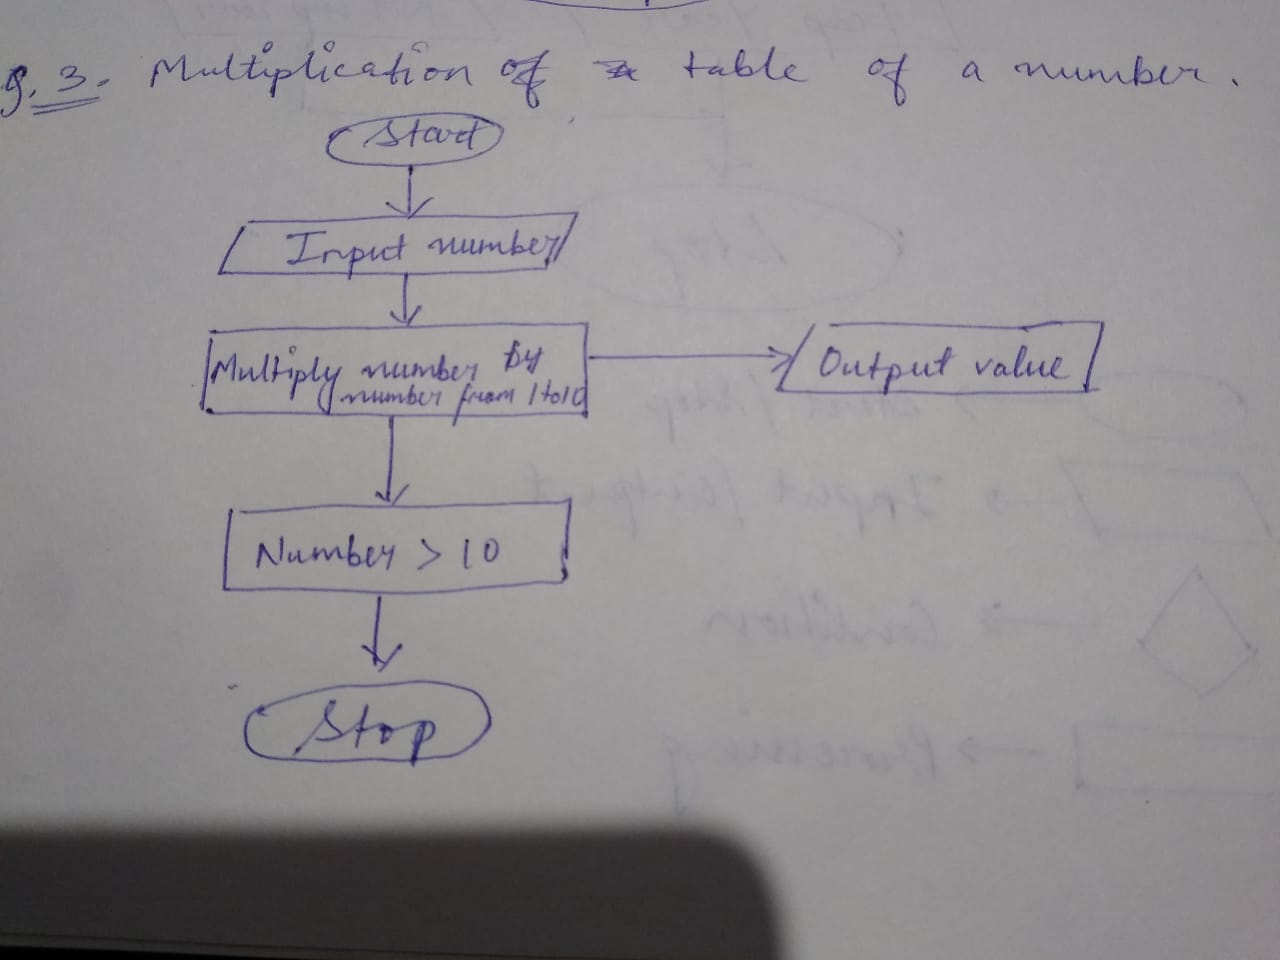 g. 3. Multiplication of table of a number.
Start
Input number
Multiply number by
number from 1 to 10
Output value
Number > 10
Stop